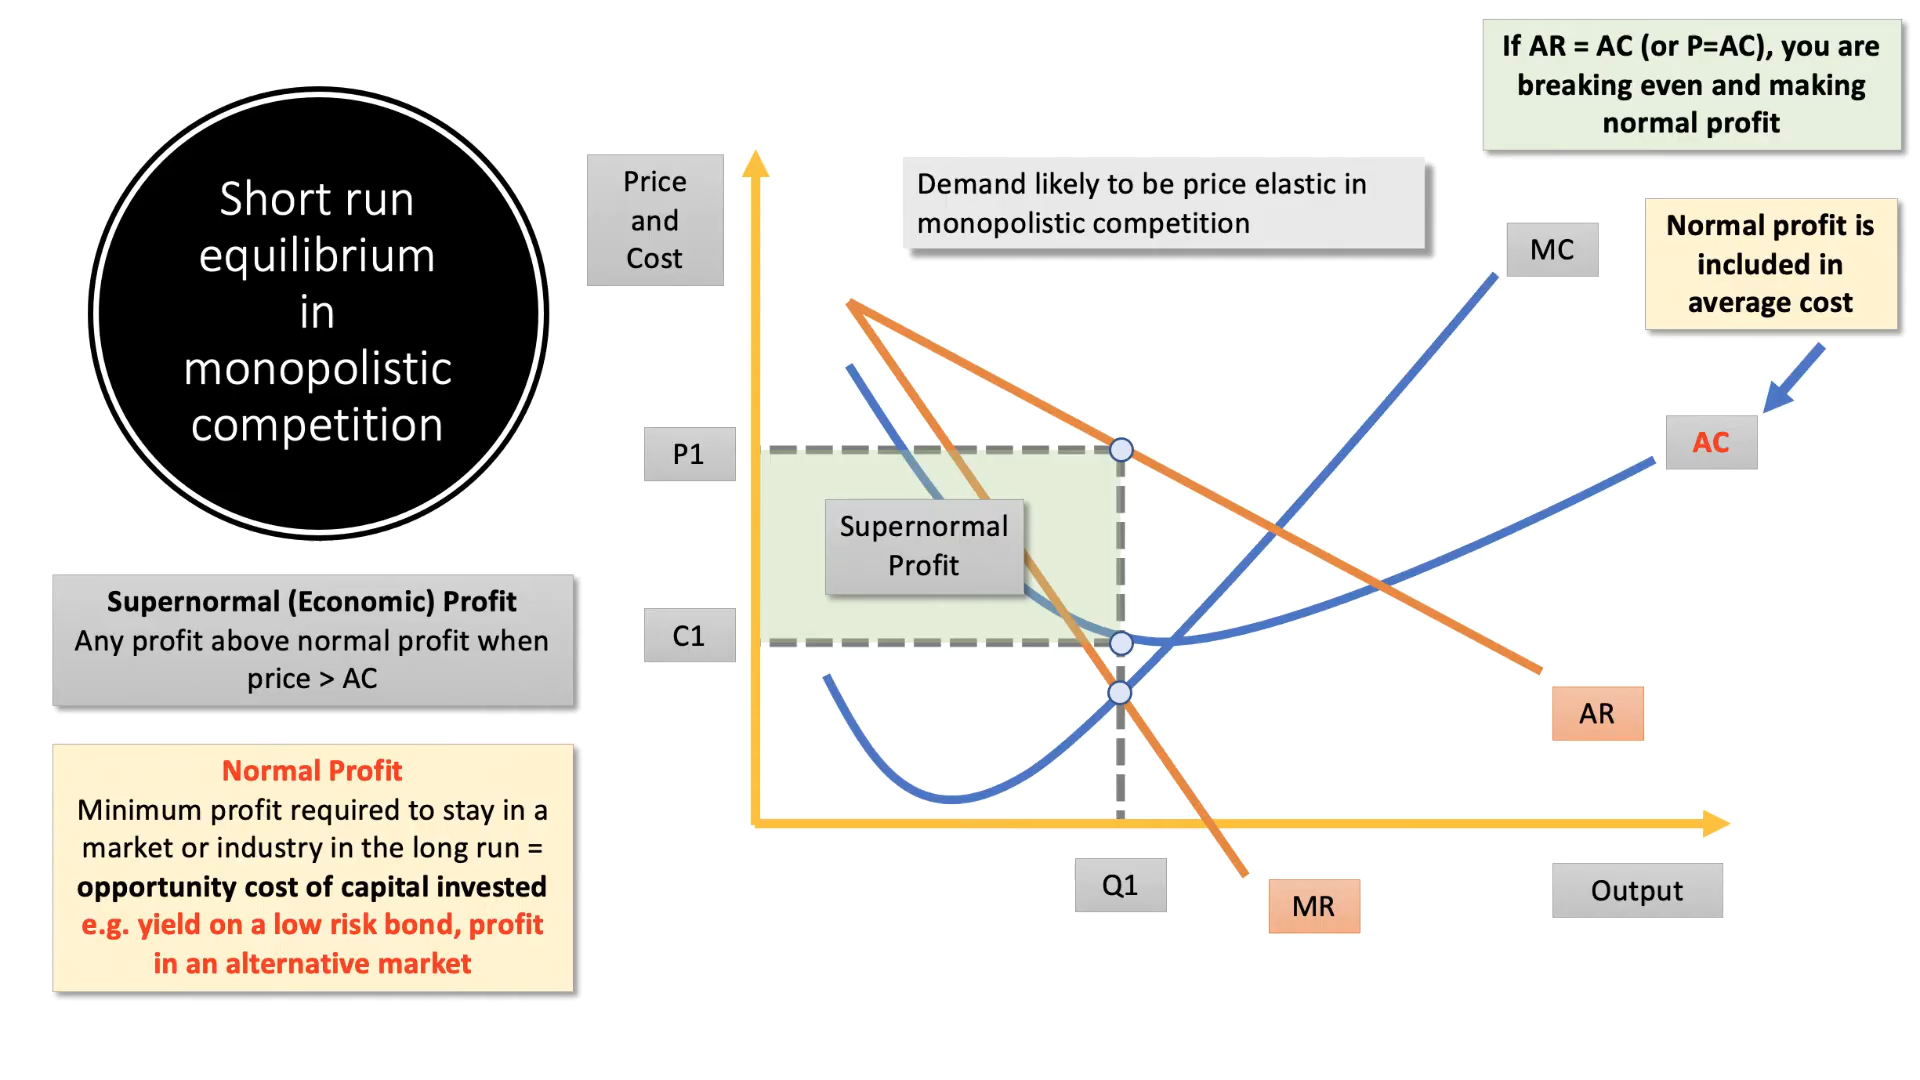 Short run
equilibrium
in
monopolistic
competition
Supernormal (Economic) Profit
Any profit above normal profit when
price > AC
Normal Profit
Minimum profit required to stay in a
market or industry in the long run =
opportunity cost of capital invested
e.g. yield on a low risk bond, profit
in an alternative market
Price
and
Cost
Demand likely to be price elastic in
monopolistic competition
If AR = AC (or P=AC), you are
breaking even and making
normal profit
Normal profit is
included in
average cost
MC
AC
P1
Supernormal
Profit
C1
AR
Q1
MR
Output